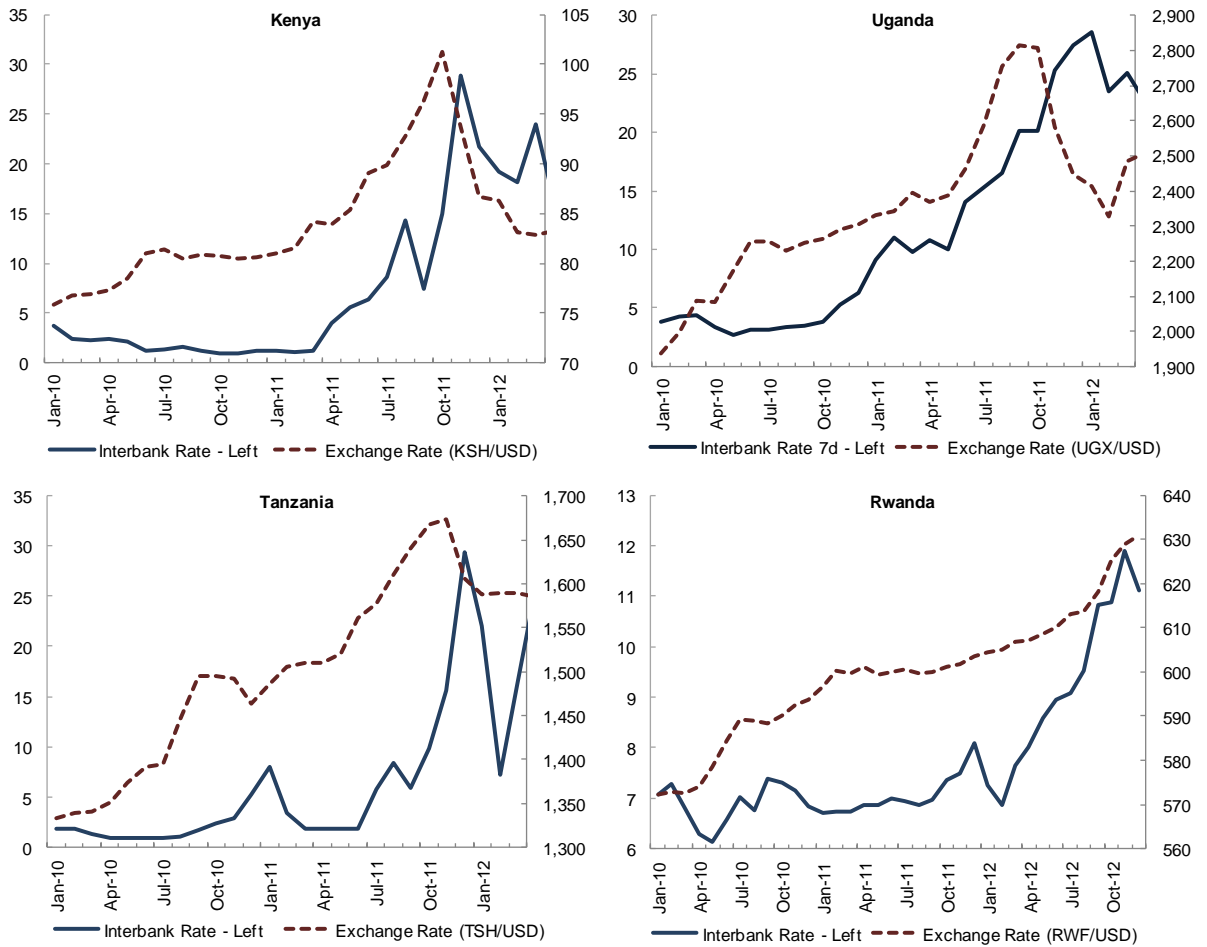 Kenya
35
30
25
20
15
10
5
0
105
100
95
90
85
80
75
70
Jan-10
Apr-10
Jul-10
Oct-10
Jan-11
Apr-11
Jul-11
Oct-11
Jan-12
Interbank Rate - Left
Exchange Rate (KSH/USD)
Uganda
30
25
20
15
10
5
0
2,900
2,800
2,700
2,600
2,500
2,400
2,300
2,200
2,100
2,000
1,900
Jan-10
Apr-10
Jul-10
Oct-10
Jan-11
Apr-11
Jul-11
Oct-11
Jan-12
Interbank Rate 7d - Left
Exchange Rate (UGX/USD)
Tanzania
35
30
25
20
15
10
5
0
1,700
1,650
1,600
1,550
1,500
1,450
1,400
1,350
1,300
Jan-10
Apr-10
Jul-10
Oct-10
Jan-11
Apr-11
Jul-11
Oct-11
Jan-12
Interbank Rate - Left
Exchange Rate (TSH/USD)
Rwanda
13
12
11
10
9
8
7
6
640
630
620
610
600
590
580
570
560
Jan-10
Apr-10
Jul-10
Oct-10
Jan-11
Apr-11
Jul-11
Oct-11
Jan-12
Apr-12
Jul-12
Oct-12
Interbank Rate - Left
Exchange Rate (RWF/USD)